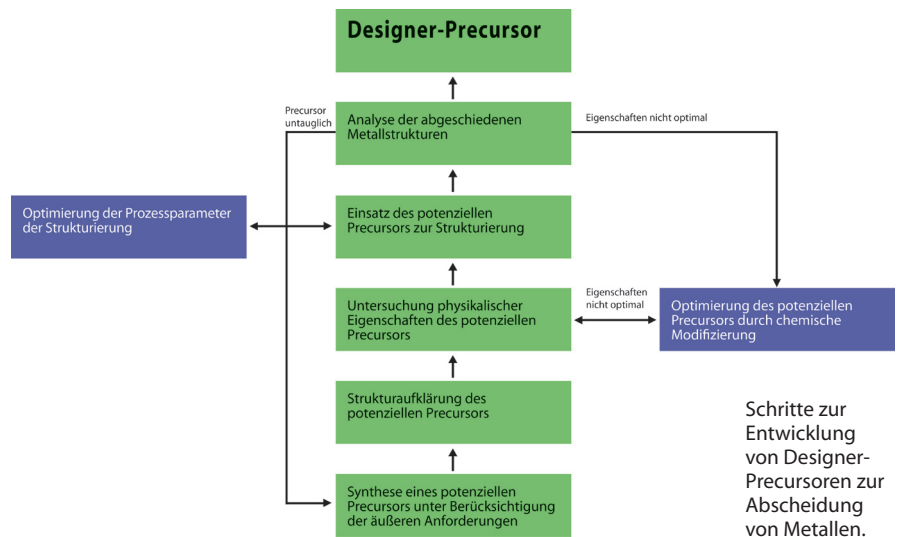 Designer-Precursor
Precursor
untauglich
Analyse der abgeschiedenen
Metallstrukturen
Eigenschaften nicht optimal
Optimierung der Prozessparameter
der Strukturierung
Einsatz des potenziellen
Precursors zur Strukturierung
Untersuchung physikalischer
Eigenschaften des potenziellen
Precursors
Eigenschaften
nicht optimal
Optimierung des potenziellen
Precursors durch chemische
Modifizierung
Strukturaufklärung des
potenziellen Precursors
Synthese eines potenziellen
Precursors unter Berücksichtigung
der äußeren Anforderungen
Schritte zur
Entwicklung
von Designer-
Precursoren zur
Abscheidung
von Metallen.